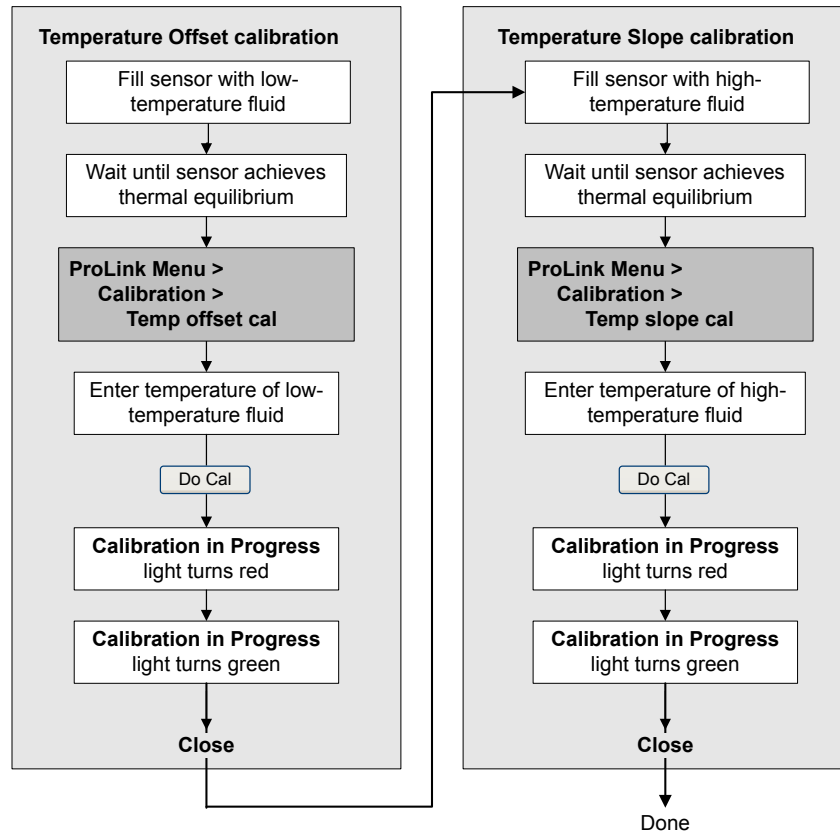 Temperature Offset calibration
Fill sensor with low-
temperature fluid
Wait until sensor achieves
thermal equilibrium
ProLink Menu >
Calibration >
Temp offset cal
Enter temperature of low-
temperature fluid
Do Cal
Calibration in Progress
light turns red
Calibration in Progress
light turns green
Close
Temperature Slope calibration
Fill sensor with high-
temperature fluid
Wait until sensor achieves
thermal equilibrium
ProLink Menu >
Calibration >
Temp slope cal
Enter temperature of high-
temperature fluid
Do Cal
Calibration in Progress
light turns red
Calibration in Progress
light turns green
Close
Done